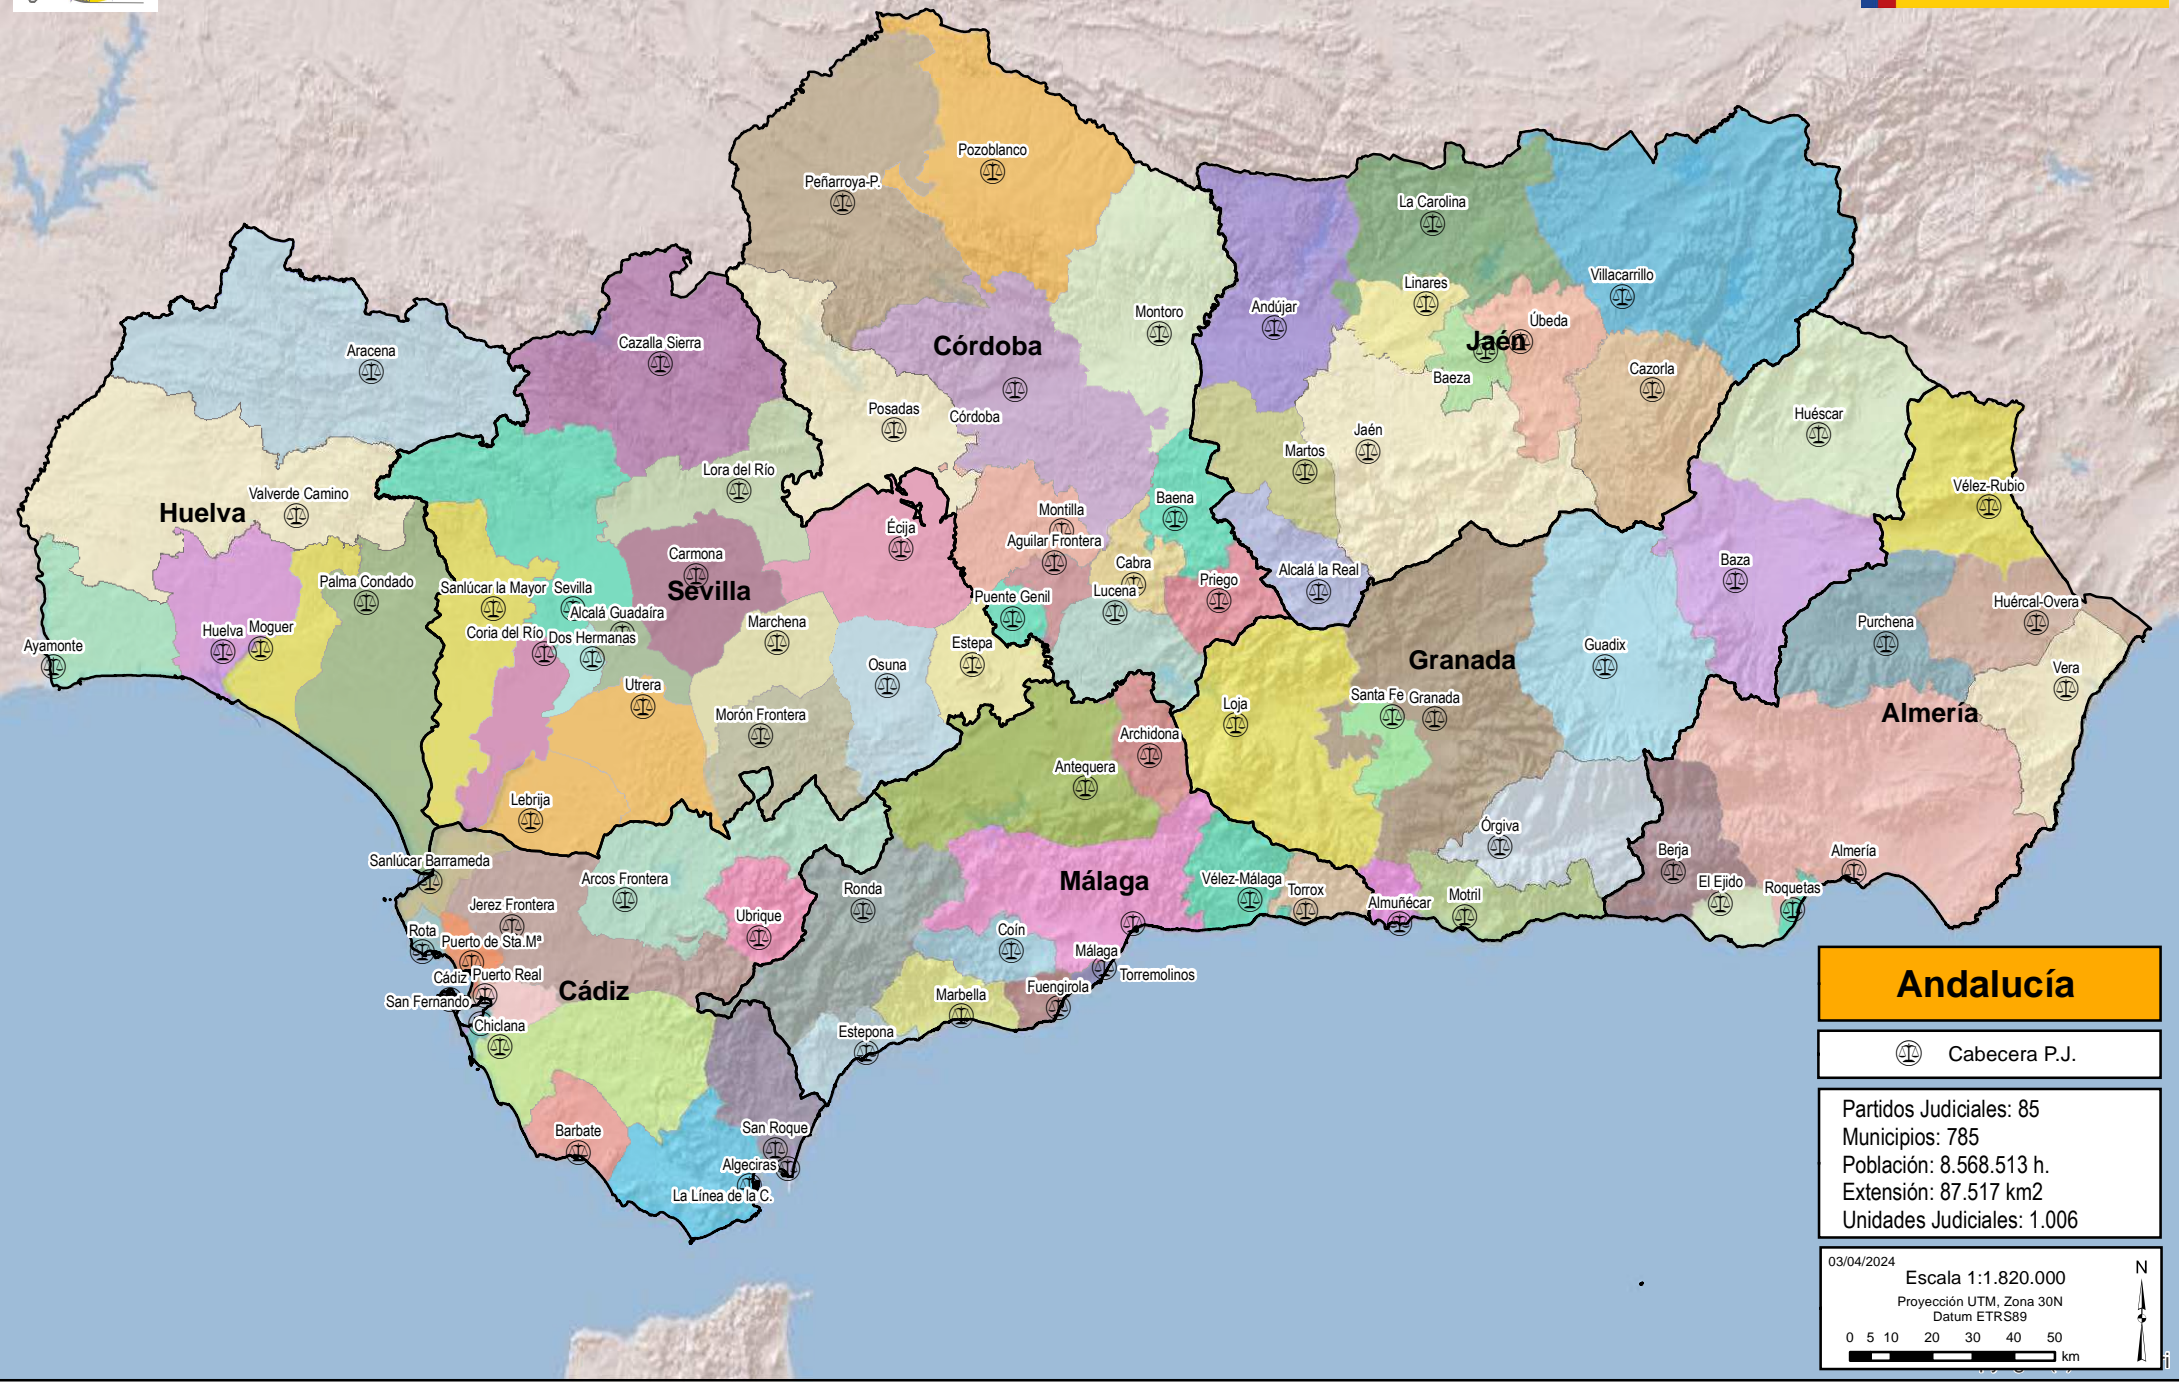 Pozoblanco
Peñarroya-P.
La Carolina
Villacarrillo
Linares
Andújar
Montoro
Úbeda
Córdoba
Jaén
Cazalla Sierra
Aracena
Baeza
Cazorla
Posadas
Córdoba
Huéscar
Jaén
Martos
Lora del Río
Valverde Camino
Huelva
Vélez-Rubio
Baena
Montilla
Écija
Aguilar Frontera
Carmona
Cabra
Baza
Alcalá la Real
Priego
Palma Condado
Sanlúcar la Mayor
Sevilla
Sevilla
Lucena
Puente Genil
Huércal-Overa
Alcalá Guadaíra
Marchena
Purchena
Huelva
Moguer
Coria del Río
Dos Hermanas
Estepa
Guadix
Ayamonte
Osuna
Granada
Vera
Utrera
Santa Fe
Granada
Loja
Almería
Morón Frontera
Archidona
Antequera
Lebrija
Órgiva
Sanlúcar Barrameda
Berja
Almería
Arcos Frontera
Ronda
Málaga
Vélez-Málaga
Torrox
El Ejido
Roquetas
Almuñécar
Motril
Jerez Frontera
Ubrique
Rota
Puerto de Sta.Mª
Coín
Málaga
Torremolinos
Cádiz
Puerto Real
Cádiz
San Fernando
Marbella
Fuengirola
Chiclana
Estepona
Barbate
San Roque
Algeciras
La Línea de la C.
Andalucía
Cabecera P.J.
Partidos Judiciales: 85
Municipios: 785
Población: 8.568.513 h.
Extensión: 87.517 km2
Unidades Judiciales: 1.006
03/04/2024
Escala 1:1.820.000
N
Proyección UTM, Zona 30N
Datum ETRS89
0 5 10 20 30 40 50
km